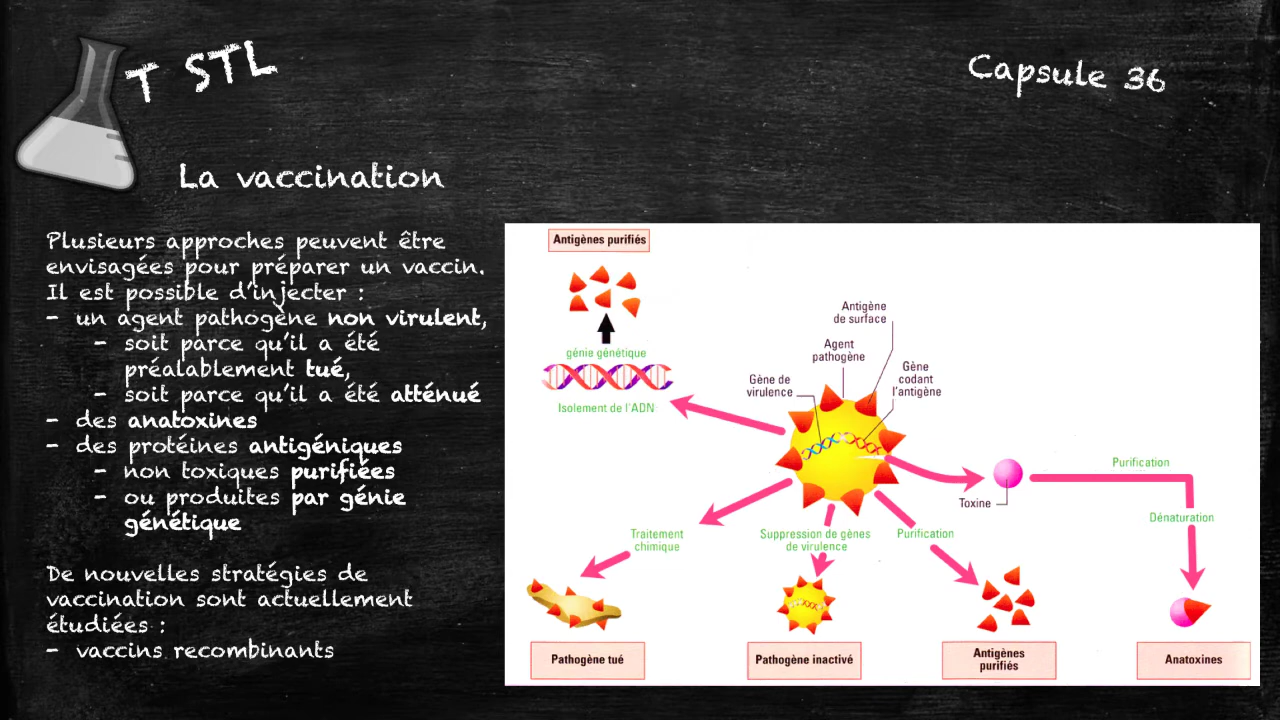 T STL
Capsule 36
La vaccination
Plusieurs approches peuvent être
envisagées pour préparer un vaccin.
Il est possible d'injecter :
- un agent pathogène non virulent,
- soit parce qu'il a été
préalablement tué,
- soit parce qu'il a été atténué
- des anatoxines
- des protéines antigéniques
- non toxiques purifiées
- ou produites par génie
génétique
De nouvelles stratégies de
vaccination sont actuellement
étudiées :
- vaccins recombinants
Antigènes purifiés
génie génétique
Isolement de l'ADN
Antigène
de surface
Agent
pathogène
Gène de
virulence
Gène
codant
l'antigène
Toxine
Purification
Dénaturation
Traitement
chimique
Suppression de gènes
de virulence
Purification
Pathogène tué
Pathogène inactivé
Antigènes
purifiés
Anatoxines